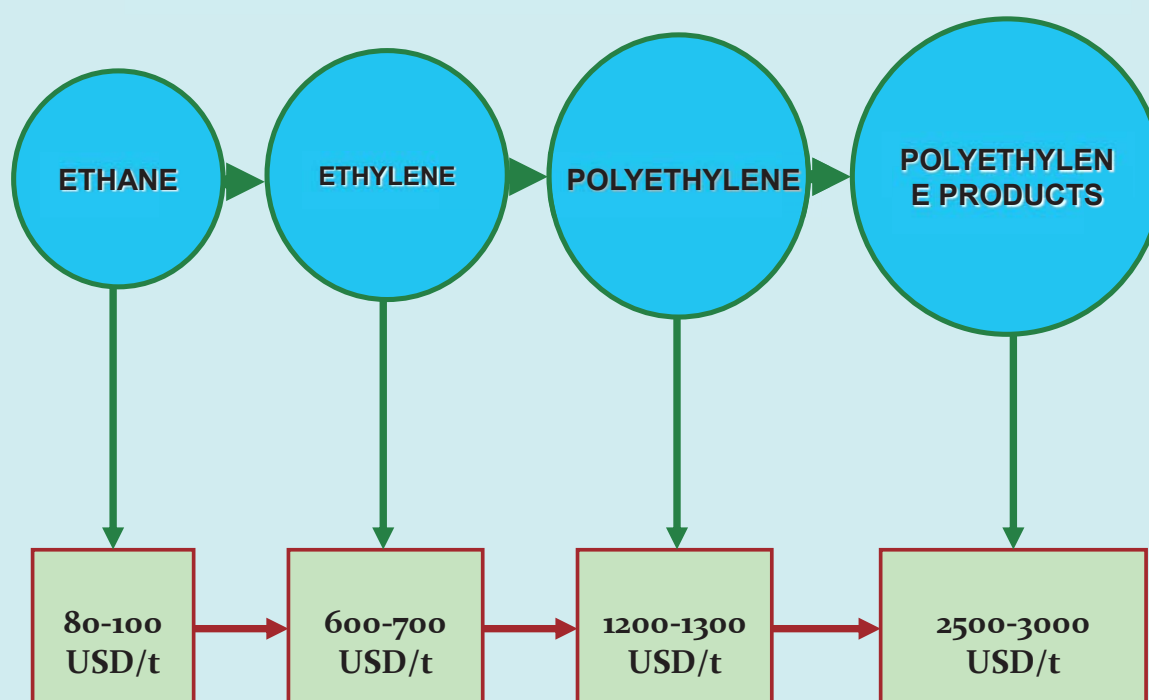 ETHANE
ETHYLENE
POLYETHYLENE
POLYETHYLEN
E PRODUCTS
80-100
USD/t
600-700
USD/t
1200-1300
USD/t
2500-3000
USD/t